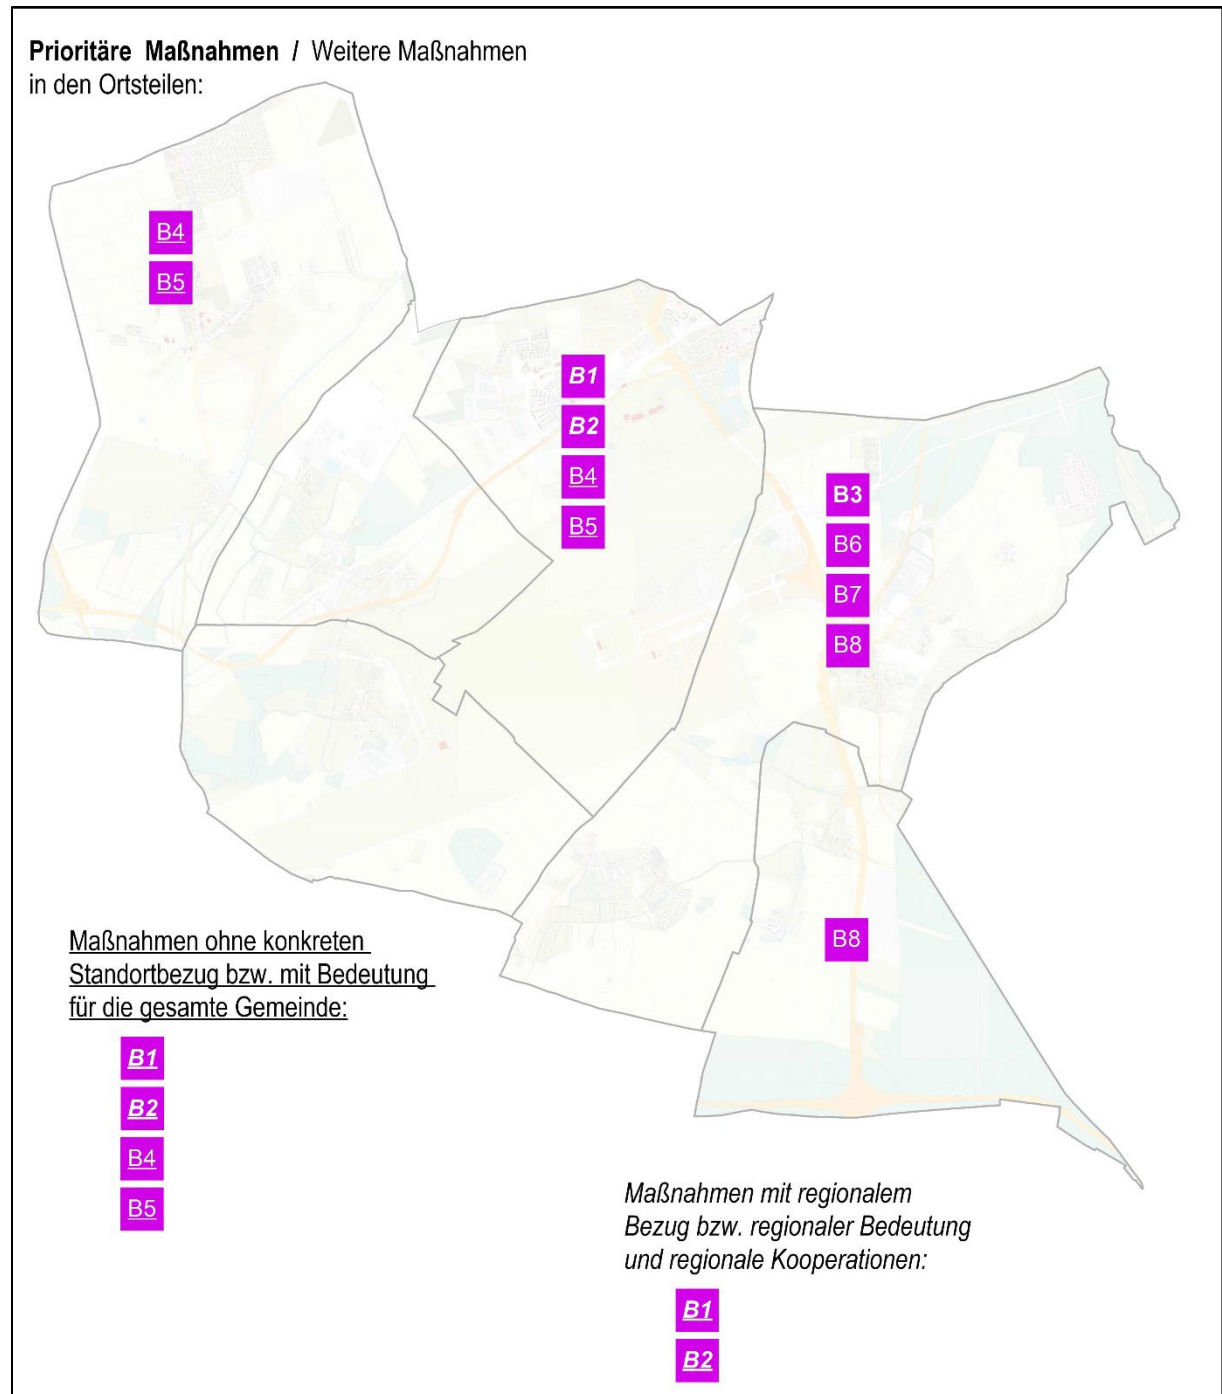 Prioritäre Maßnahmen / Weitere Maßnahmen
in den Ortsteilen:
B4
B5
B1
B2
B4
B5
B3
B6
B7
B8
B8
Maßnahmen ohne konkreten
Standortbezug bzw. mit Bedeutung
für die gesamte Gemeinde:
B1
B2
B4
B5
Maßnahmen mit regionalem
Bezug bzw. regionaler Bedeutung
und regionale Kooperationen:
B1
B2